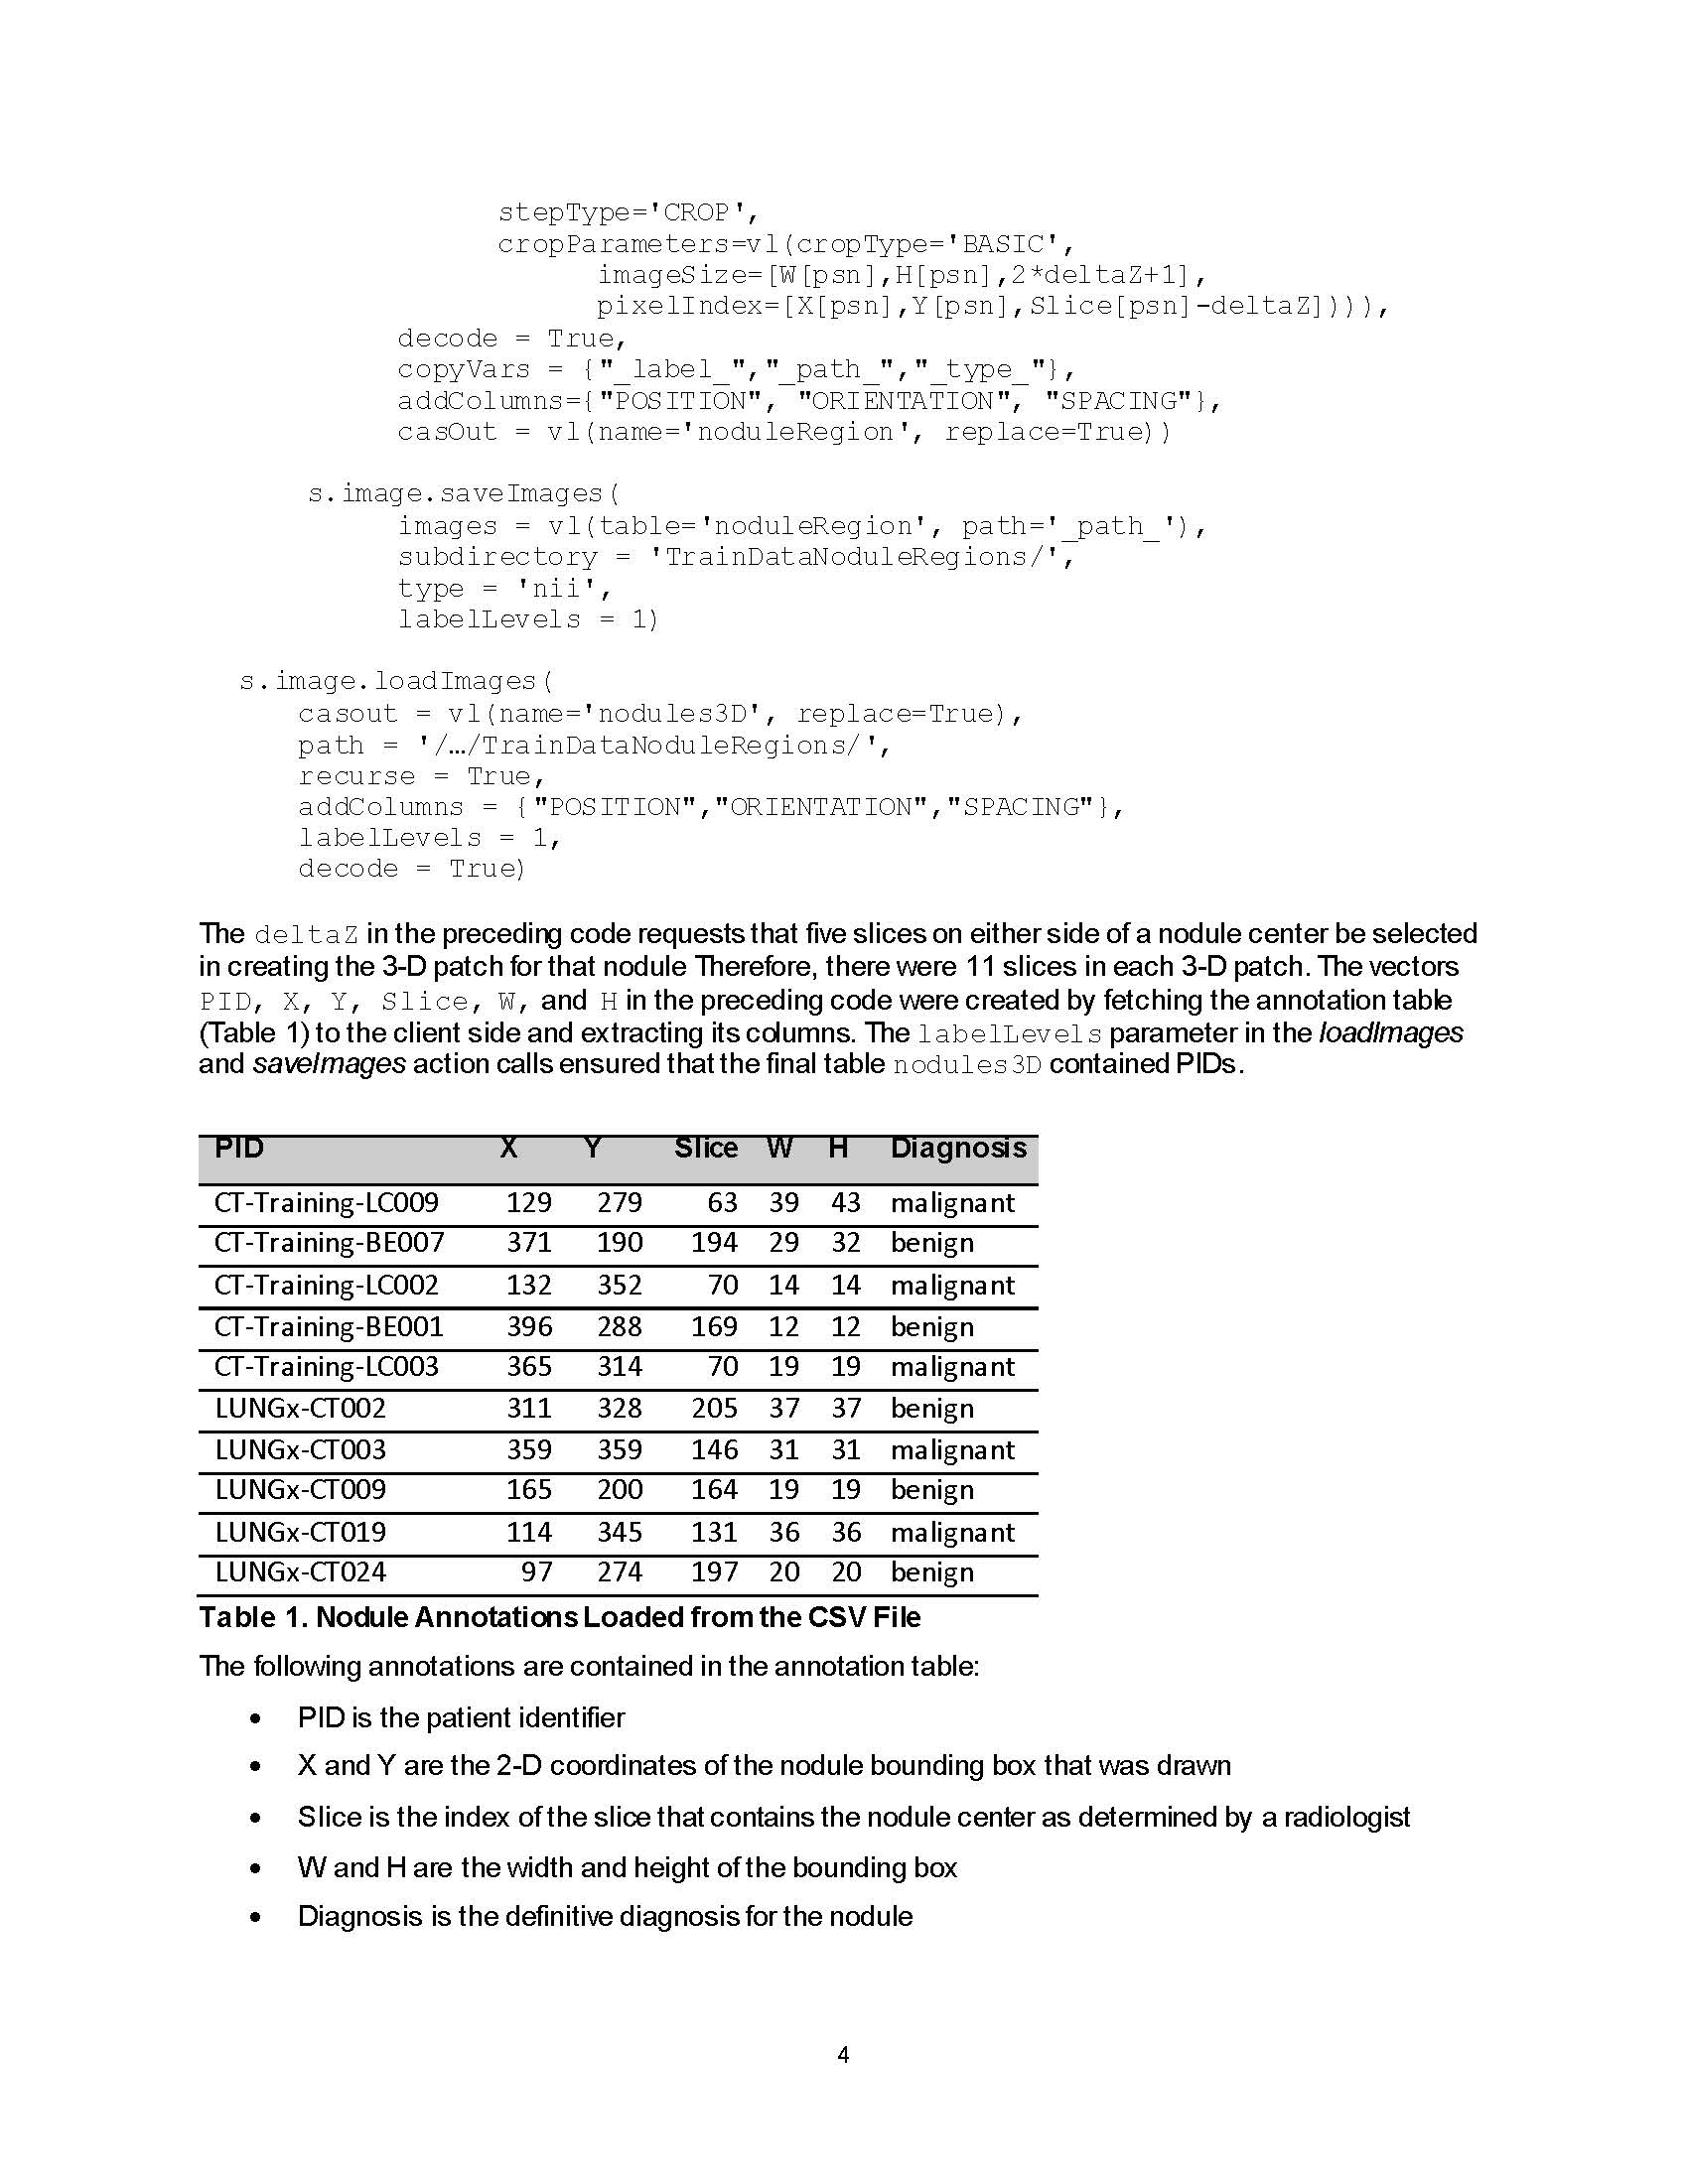 stepType='CROP',
cropParameters=vl(cropType='BASIC',
imageSize=[W[psn],H[psn],2*deltaZ+1],
pixelIndex=[X[psn],Y[psn],Slice[psn]-deltaZ]))),
decode = True,
copyVars = {"_label_","_path_","_type_"},
addColumns={"POSITION", "ORIENTATION", "SPACING"},
casOut = vl(name='noduleRegion', replace=True))
s.image.saveImages(
images = vl(table='noduleRegion', path='_path_'),
subdirectory = 'TrainDataNoduleRegions/',
type = 'nii',
labelLevels = 1)
s.image.loadImages(
casout = vl(name='nodules3D', replace=True),
path = '/…/TrainDataNoduleRegions/',
recurse = True,
addColumns = {"POSITION","ORIENTATION","SPACING"},
labelLevels = 1,
decode = True)
The deltaZ in the preceding code requests that five slices on either side of a nodule center be selected
in creating the 3-D patch for that nodule Therefore, there were 11 slices in each 3-D patch. The vectors
PID, X, Y, Slice, W, and H in the preceding code were created by fetching the annotation table
(Table 1) to the client side and extracting its columns. The labelLevels parameter in the loadImages
and saveImages action calls ensured that the final table nodules3D contained PIDs.
PID X Y Slice W H Diagnosis
CT-Training-LC009 129 279 63 39 43 malignant
CT-Training-BE007 371 190 194 29 32 benign
CT-Training-LC002 132 352 70 14 14 malignant
CT-Training-BE001 396 288 169 12 12 benign
CT-Training-LC003 365 314 70 19 19 malignant
LUNGx-CT002 311 328 205 37 37 benign
LUNGx-CT003 359 359 146 31 31 malignant
LUNGx-CT009 165 200 164 19 19 benign
LUNGx-CT019 114 345 131 36 36 malignant
LUNGx-CT024 97 274 197 20 20 benign
Table 1. Nodule Annotations Loaded from the CSV File
The following annotations are contained in the annotation table:
• PID is the patient identifier
• X and Y are the 2-D coordinates of the nodule bounding box that was drawn
• Slice is the index of the slice that contains the nodule center as determined by a radiologist
• W and H are the width and height of the bounding box
• Diagnosis is the definitive diagnosis for the nodule
4